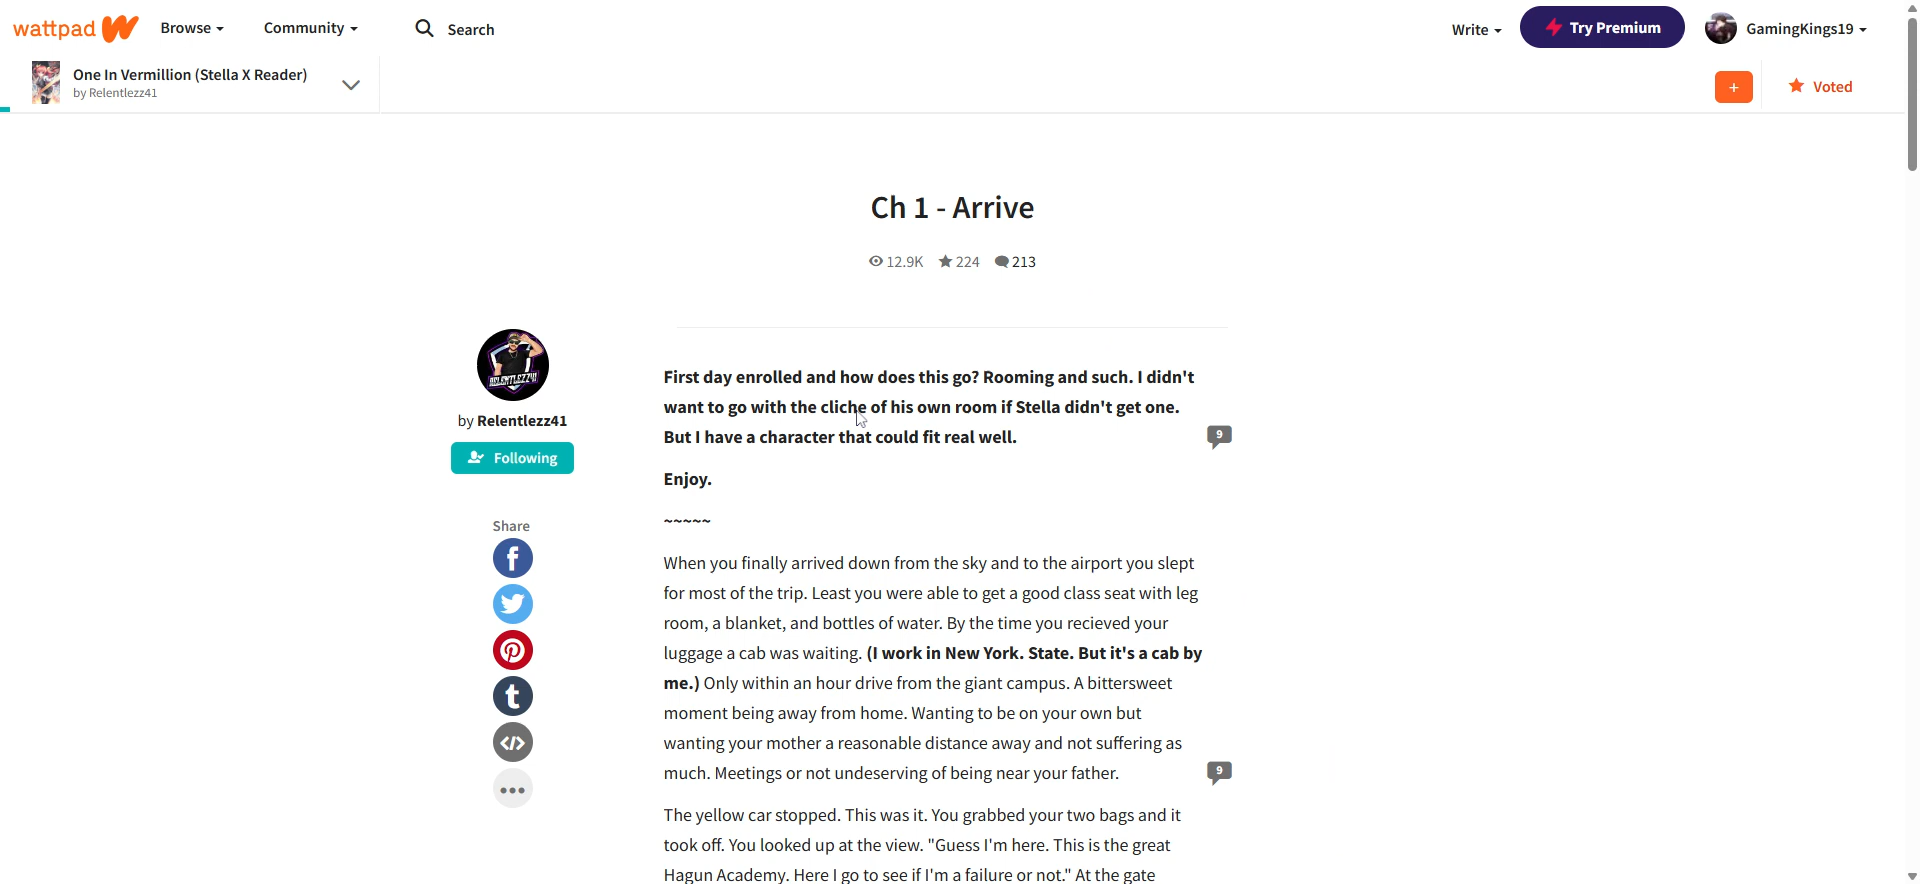 wattpad
Browse
Community
Search
Write
Try Premium
GamingKings19
One In Vermillion (Stella X Reader)
by Relentlezz41
+
Voted
Ch 1 - Arrive
12.9K
224
213
RELENTLEZZ41
by Relentlezz41
Following
Share
First day enrolled and how does this go? Rooming and such. I didn't
want to go with the cliche of his own room if Stella didn't get one.
But I have a character that could fit real well.
9
Enjoy.
~~~~~
When you finally arrived down from the sky and to the airport you slept
for most of the trip. Least you were able to get a good class seat with leg
room, a blanket, and bottles of water. By the time you recieved your
luggage a cab was waiting. (I work in New York. State. But it's a cab by
me.) Only within an hour drive from the giant campus. A bittersweet
moment being away from home. Wanting to be on your own but
wanting your mother a reasonable distance away and not suffering as
much. Meetings or not undeserving of being near your father.
9
The yellow car stopped. This was it. You grabbed your two bags and it
took off. You looked up at the view. "Guess I'm here. This is the great
Hagun Academy. Here I go to see if I'm a failure or not." At the gate